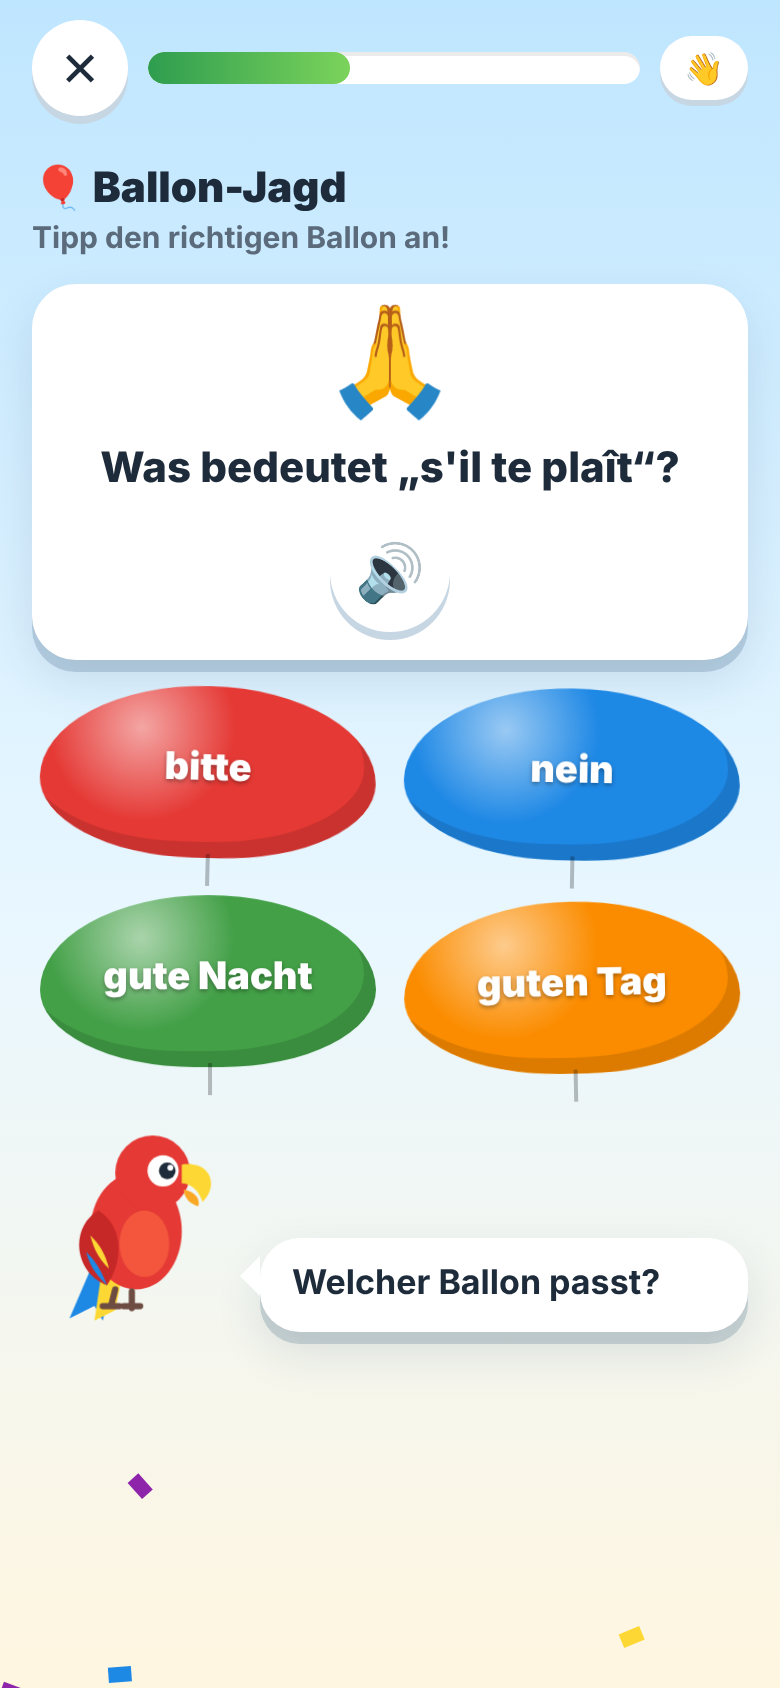 Ballon-Jagd
Tipp den richtigen Ballon an!
Was bedeutet „s'il te plaît“?
bitte
nein
gute Nacht
guten Tag
Welcher Ballon passt?